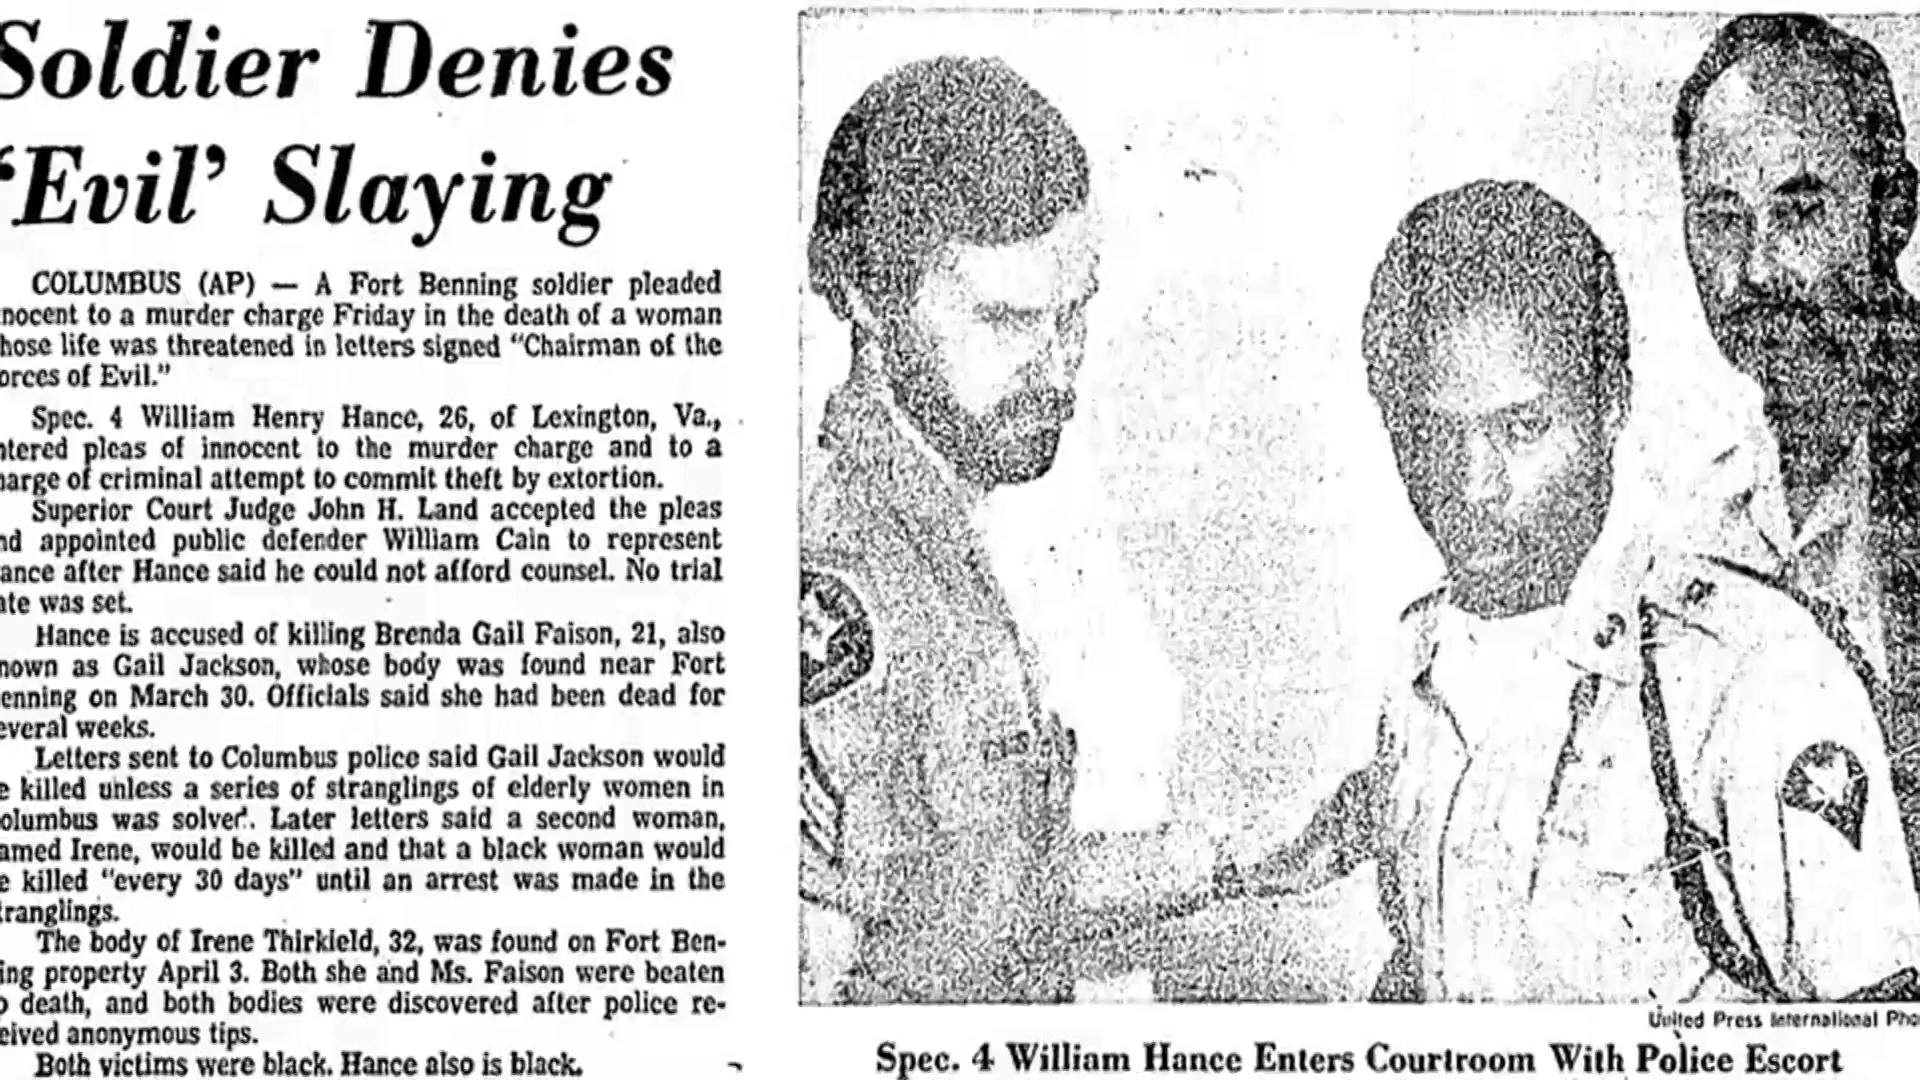 Soldier Denies
‘Evil’ Slaying
COLUMBUS (AP) — A Fort Benning soldier pleaded
nnocent to a murder charge Friday in the death of a woman
hose life was threatened in letters signed “Chairman of the
orces of Evil.”
Spec. 4 William Henry Hance, 26, of Lexington, Va.,
ntered pleas of innocent to the murder charge and to a
harge of criminal attempt to commit theft by extortion.
Superior Court Judge John H. Land accepted the pleas
nd appointed public defender William Cain to represent
ance after Hance said he could not afford counsel. No trial
ate was set.
Hance is accused of killing Brenda Gail Faison, 21, also
nown as Gail Jackson, whose body was found near Fort
enning on March 30. Officials said she had been dead for
everal weeks.
Letters sent to Columbus police said Gail Jackson would
e killed unless a series of stranglings of elderly women in
olumbus was solved. Later letters said a second woman,
amed Irene, would be killed and that a black woman would
e killed “every 30 days” until an arrest was made in the
tranglings.
The body of Irene Thirkield, 32, was found on Fort Ben-
ing property April 3. Both she and Ms. Faison were beaten
o death, and both bodies were discovered after police re-
eived anonymous tips.
Both victims were black. Hance also is black.
United Press International Pho
Spec. 4 William Hance Enters Courtroom With Police Escort